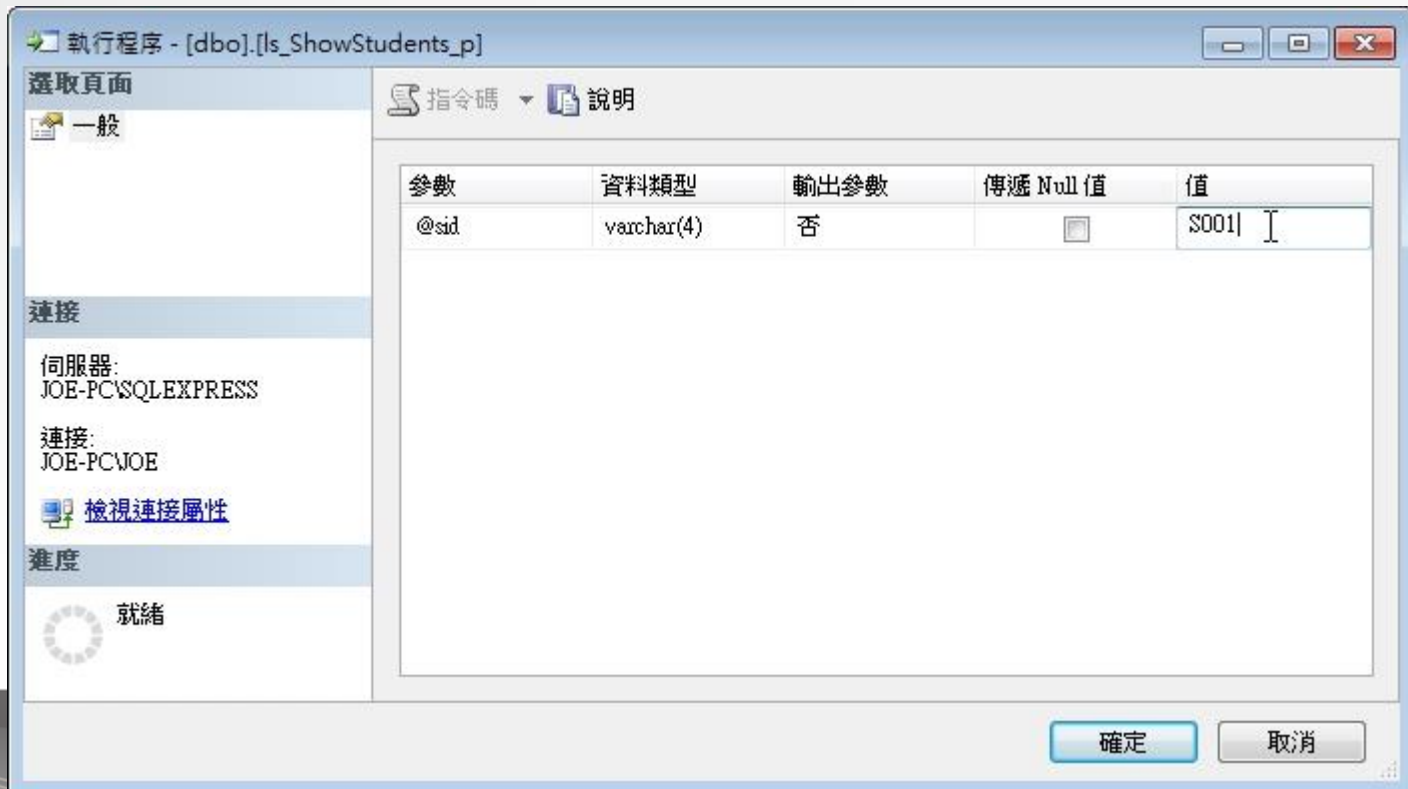 執行程序 - [dbo].[ls_ShowStudents_p]
選取頁面
一般
指令碼 說明
參數 資料類型 輸出參數 傳遞 Null 值 值
@sid varchar(4) 否 S001
連接
伺服器:
JOE-PC\SQLEXPRESS
連接:
JOE-PC\JOE
檢視連接屬性
進度
就緒
確定 取消